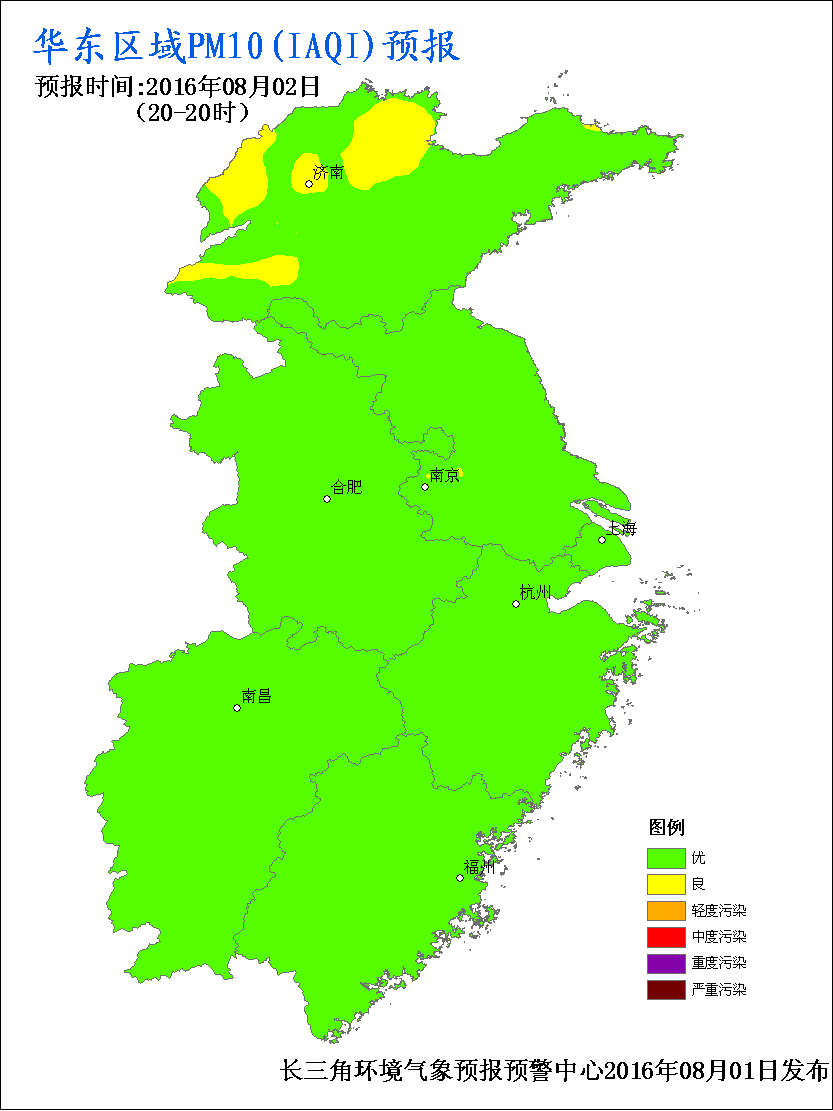 华东区域PM10(IAQI)预报
预报时间:2016年08月02日
(20-20时)
济南
南京
合肥
上海
杭州
南昌
福州
图例
优
良
轻度污染
中度污染
重度污染
严重污染
长三角环境气象预报预警中心2016年08月01日发布